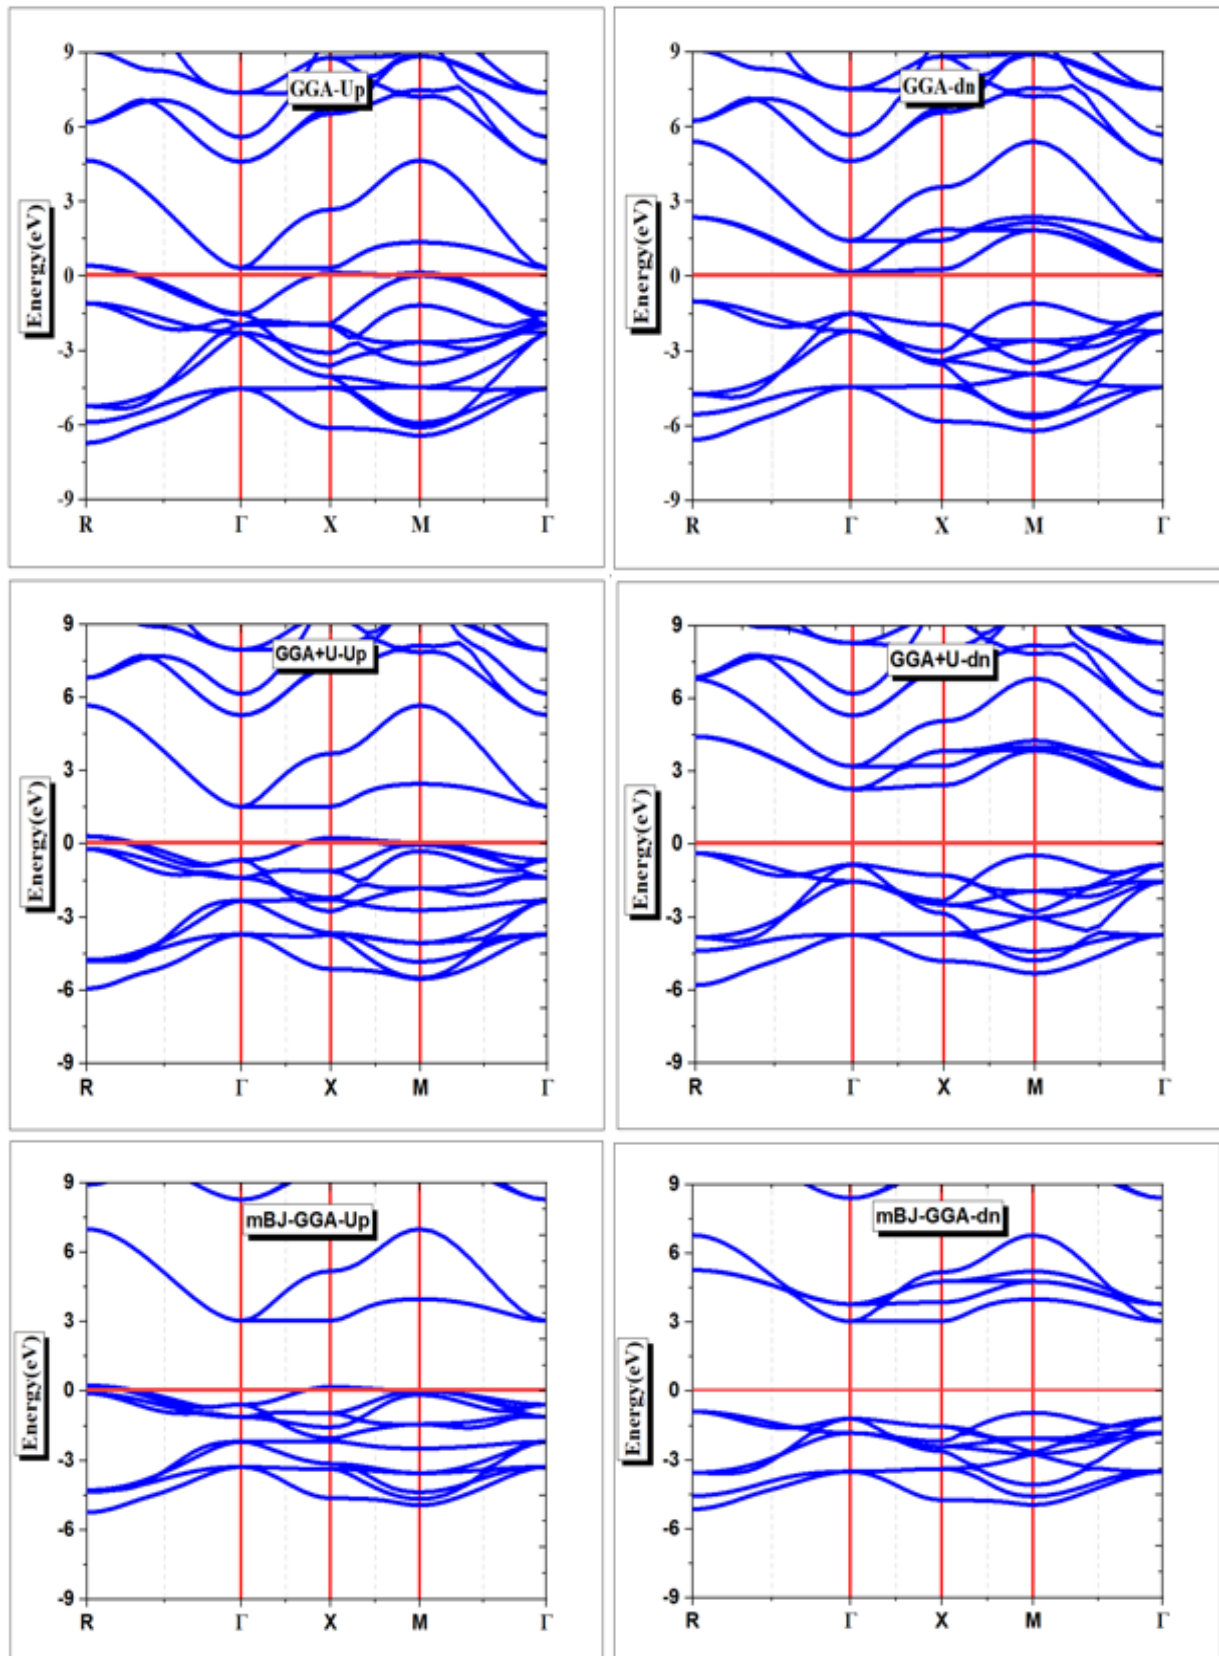 GGA-Up
Energy(eV)
9
6
3
0
-3
-6
-9
R Γ X M Γ
GGA-dn
Energy(eV)
9
6
3
0
-3
-6
-9
R Γ X M Γ
GGA+U-Up
Energy(eV)
9
6
3
0
-3
-6
-9
R Γ X M Γ
GGA+U-dn
Energy(eV)
9
6
3
0
-3
-6
-9
R Γ X M Γ
mBJ-GGA-Up
Energy(eV)
9
6
3
0
-3
-6
-9
R Γ X M Γ
mBJ-GGA-dn
Energy(eV)
9
6
3
0
-3
-6
-9
R Γ X M Γ